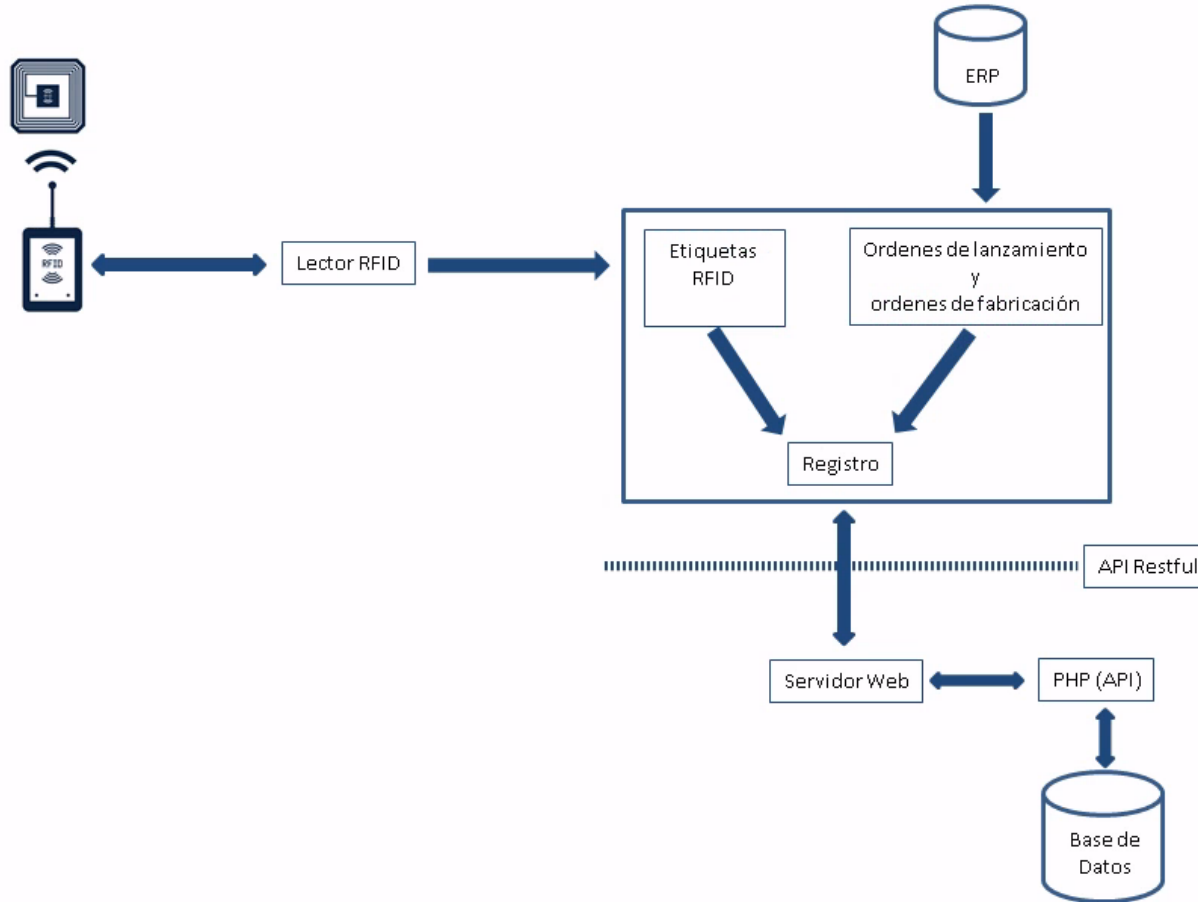 ERP
RFID
Lector RFID
Etiquetas
RFID
Ordenes de lanzamiento
y
ordenes de fabricación
Registro
API Restful
Servidor Web
PHP (API)
Base de
Datos